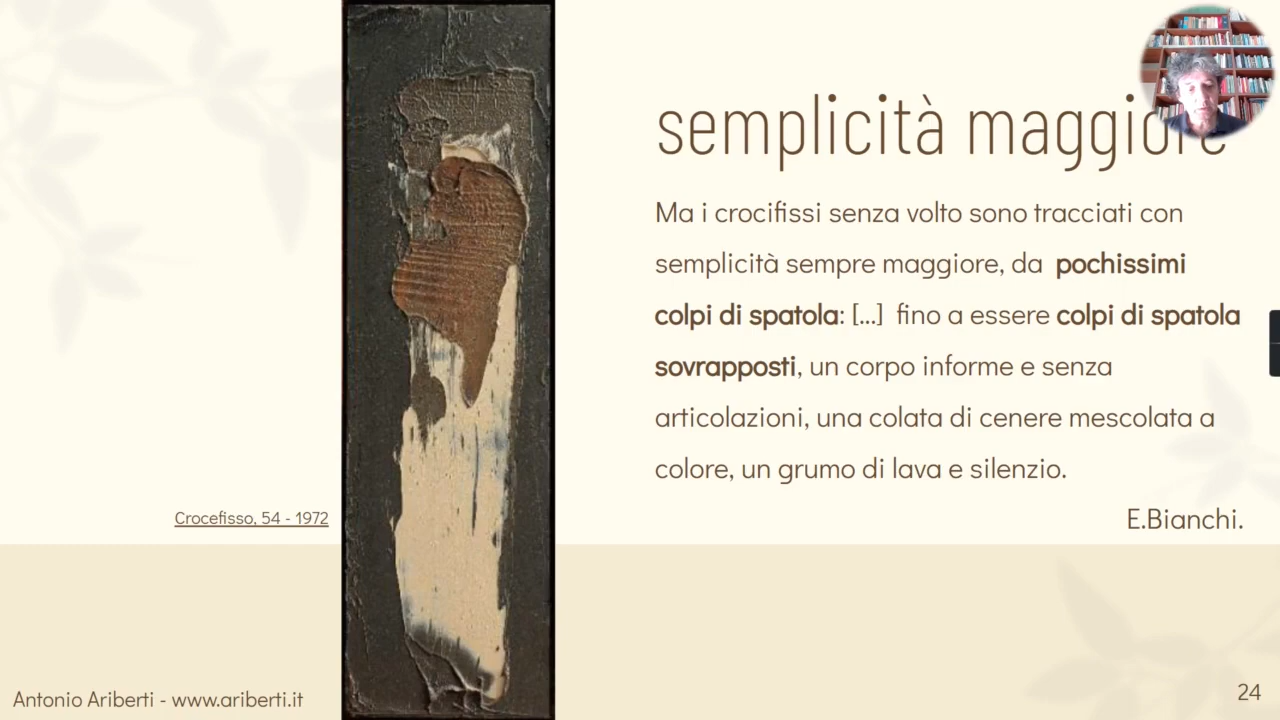 semplicità maggiore
Ma i crocifissi senza volto sono tracciati con
semplicità sempre maggiore, da pochissimi
colpi di spatola: [...] fino a essere colpi di spatola
sovrapposti, un corpo informe e senza
articolazioni, una colata di cenere mescolata a
colore, un grumo di lava e silenzio.
E.Bianchi.
Crocefisso, 54 - 1972
Antonio Ariberti - www.ariberti.it
24